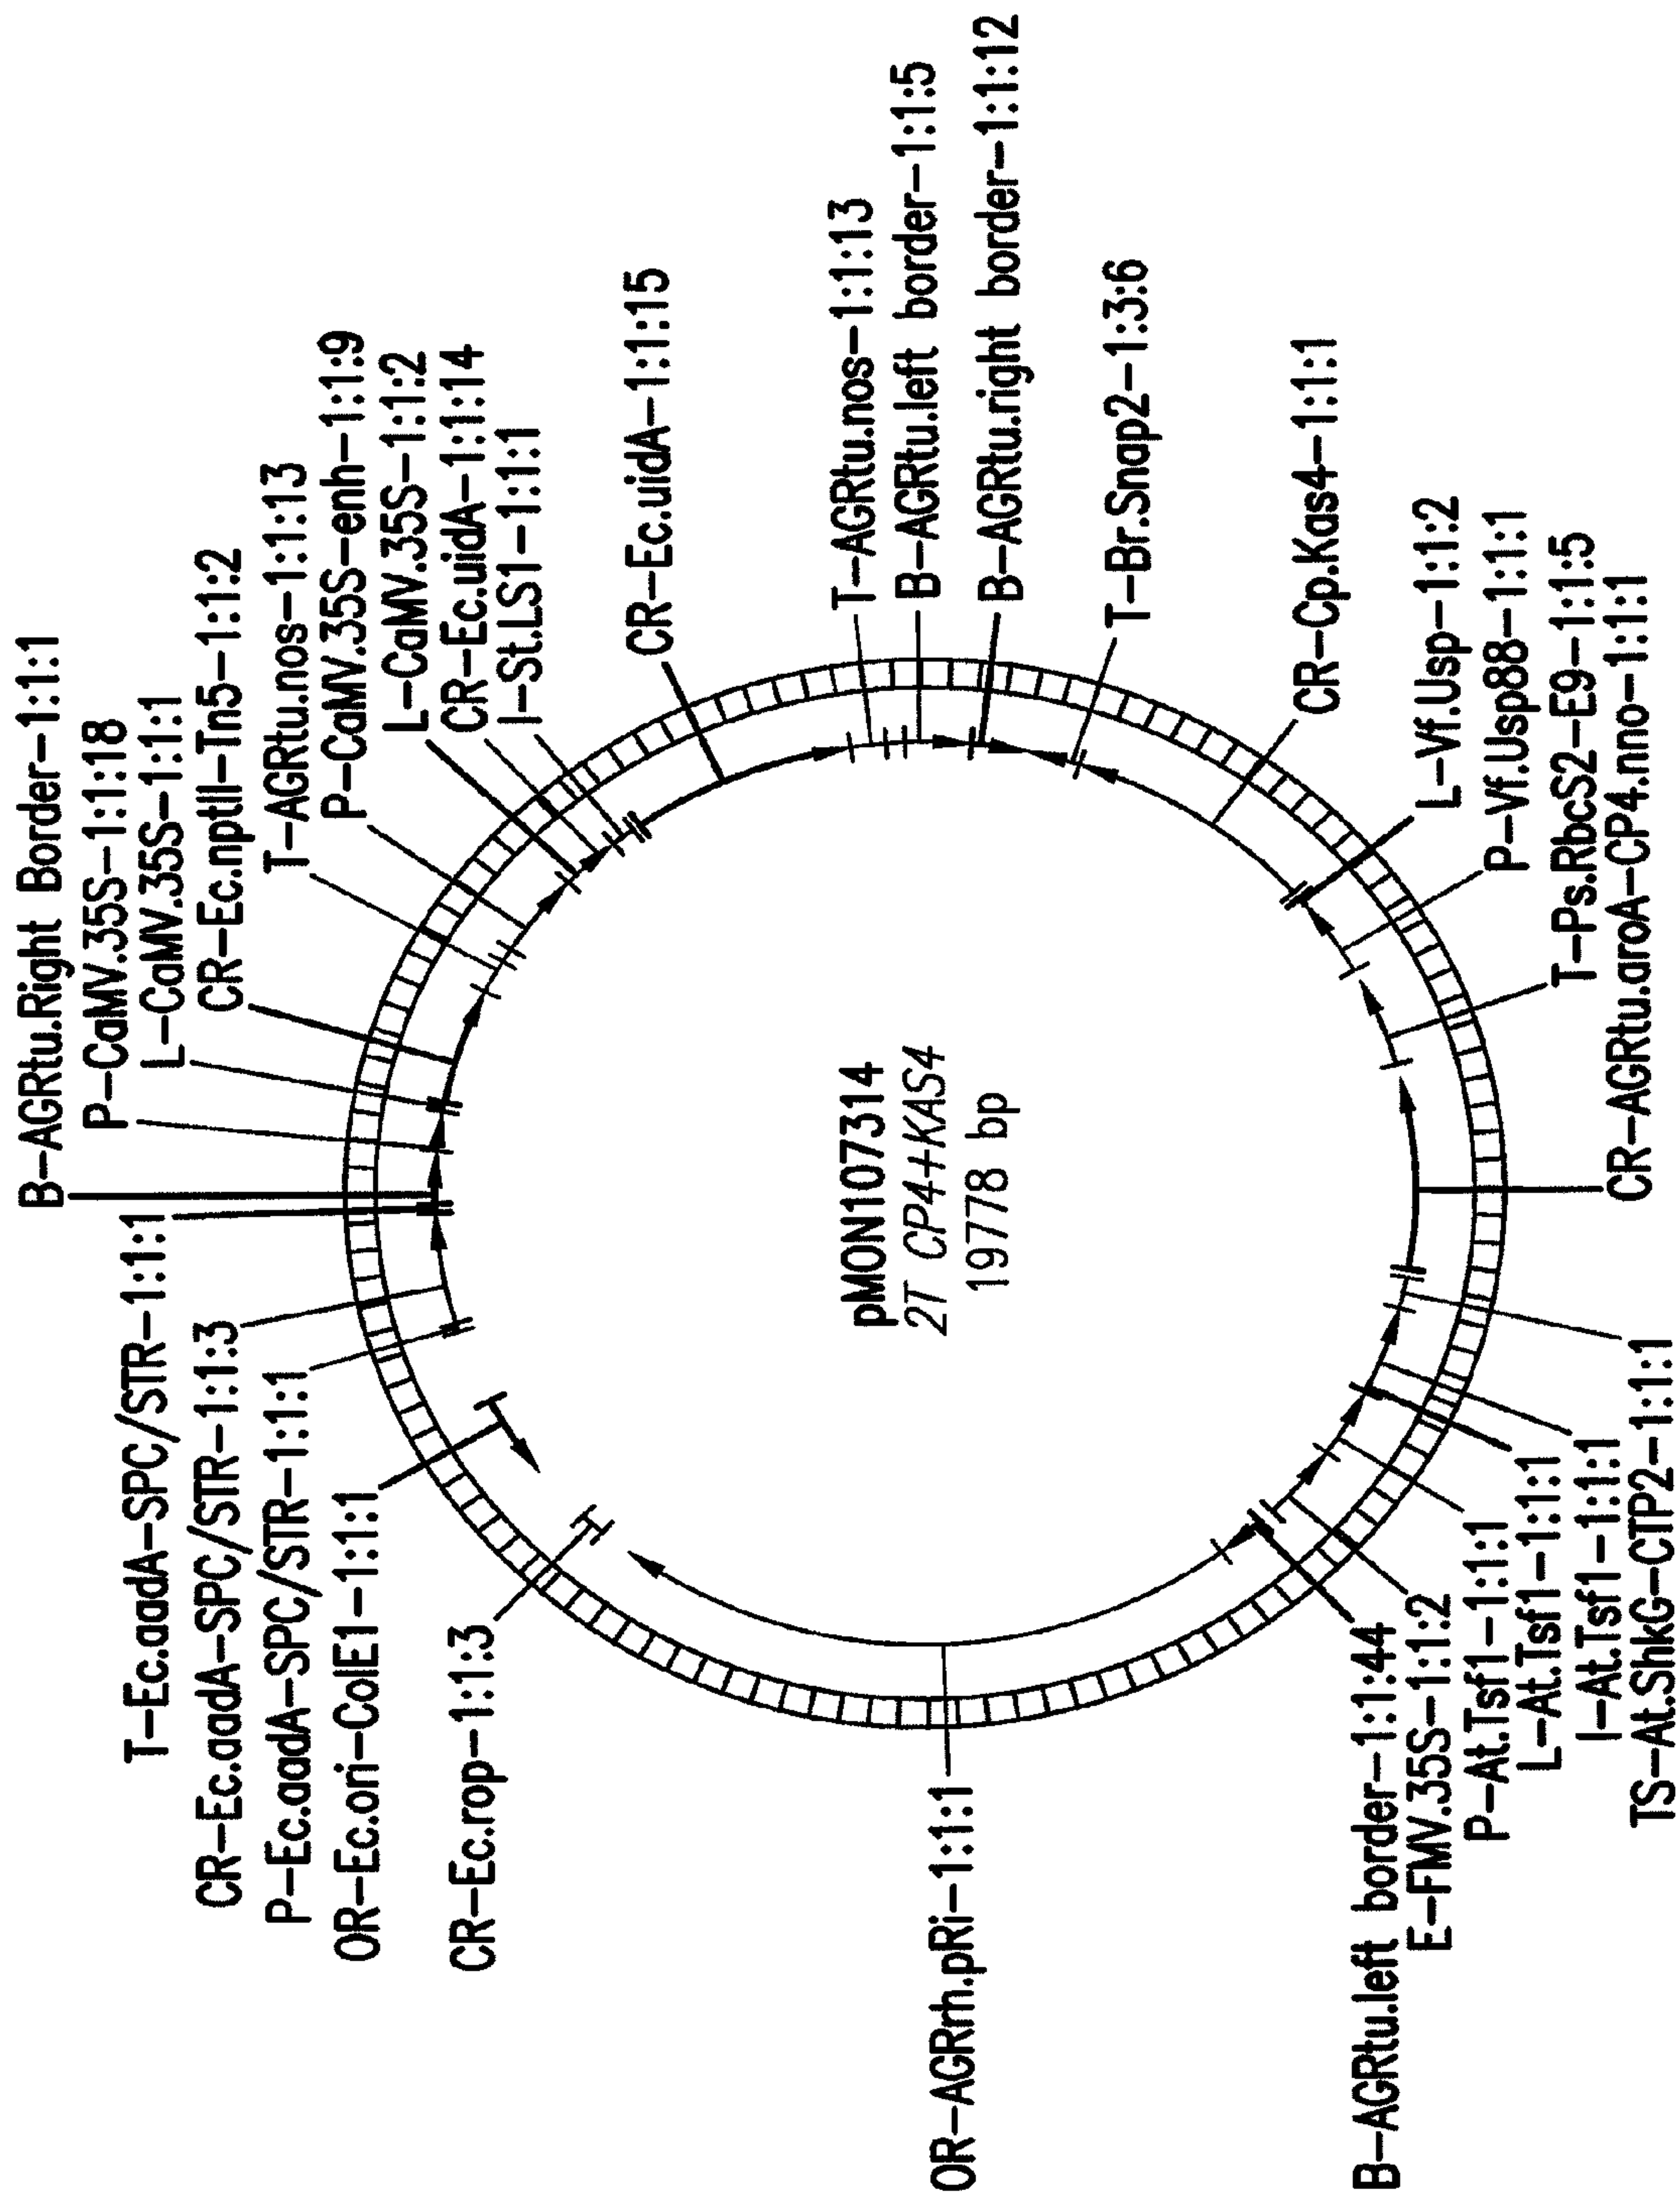 B–AGRtu.Right Border–1:1:1
P–CaMV.35S–1:1:18
L–CaMV.35S–1:1:1
CR–Ec.nptII–Tn5–1:1:2
T–AGRtu.nos–1:1:13
P–CaMV.35S–enh–1:1:9
L–CaMV.35S–1:1:2
CR–Ec.uidA–1:1:14
I–St.LS1–1:1:1
CR–Ec.uidA–1:1:15
T–AGRtu.nos–1:1:13
B–AGRtu.left border–1:1:5
B–AGRtu.right border–1:1:12
T–Br.Snap2–1:3:6
CR–Cp.Kas4–1:1:1
L–Vf.Usp–1:1:2
P–Vf.Usp88–1:1:1
T–Ps.RbcS2–E9–1:1:5
CR–AGRtu.aroA–CP4.nno–1:1:1
pMON107314
2T CP4+KAS4
19778 bp
T–Ec.aadA–SPC/STR–1:1:1
CR–Ec.aadA–SPC/STR–1:1:3
P–Ec.aadA–SPC/STR–1:1:1
OR–Ec.ori–ColE1–1:1:1
CR–Ec.rop–1:1:3
OR–AGRrh.pRi–1:1:1
B–AGRtu.left border–1:1:44
E–FMV.35S–1:1:2
P–At.Tsf1–1:1:1
L–At.Tsf1–1:1:1
I–At.Tsf1–1:1:1
TS–At.ShkG–CTP2–1:1:1